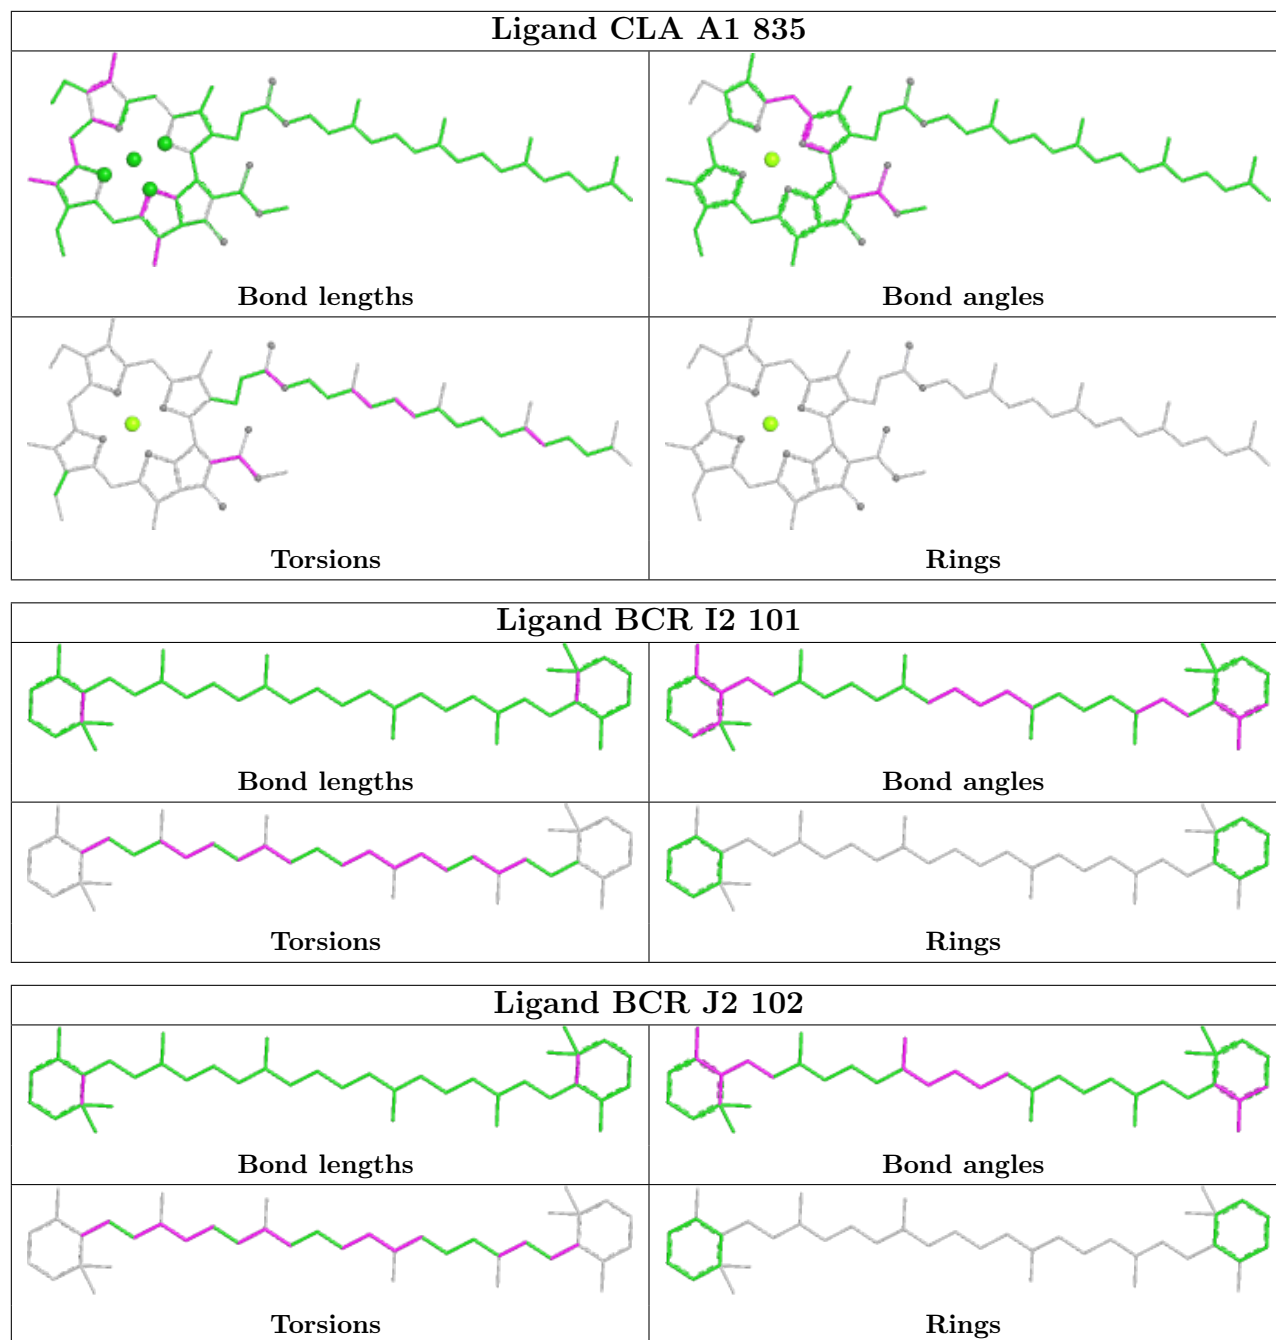 Ligand CLA A1 835
Bond lengths
Bond angles
Torsions
Rings
Ligand BCR I2 101
Bond lengths
Bond angles
Torsions
Rings
Ligand BCR J2 102
Bond lengths
Bond angles
Torsions
Rings